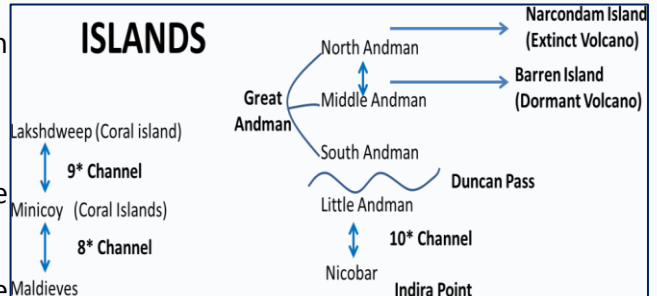 n
ISLANDS
Narcondam Island
(Extinct Volcano)
North Andman
Barren Island
(Dormant Volcano)
Great
Andman
Middle Andman
Lakshdweep (Coral island)
South Andman
9* Channel
Duncan Pass
e
Minicoy (Coral Islands)
Little Andman
8* Channel
10* Channel
Nicobar
e
Maldieves
Indira Point